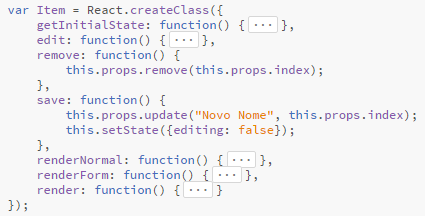 var Item = React.createClass({
    getInitialState: function() {···},
    edit: function() {···},
    remove: function() {
        this.props.remove(this.props.index);
    },
    save: function() {
        this.props.update("Novo Nome", this.props.index);
        this.setState({editing: false});
    },
    renderNormal: function() {···},
    renderForm: function() {···},
    render: function() {···}
});